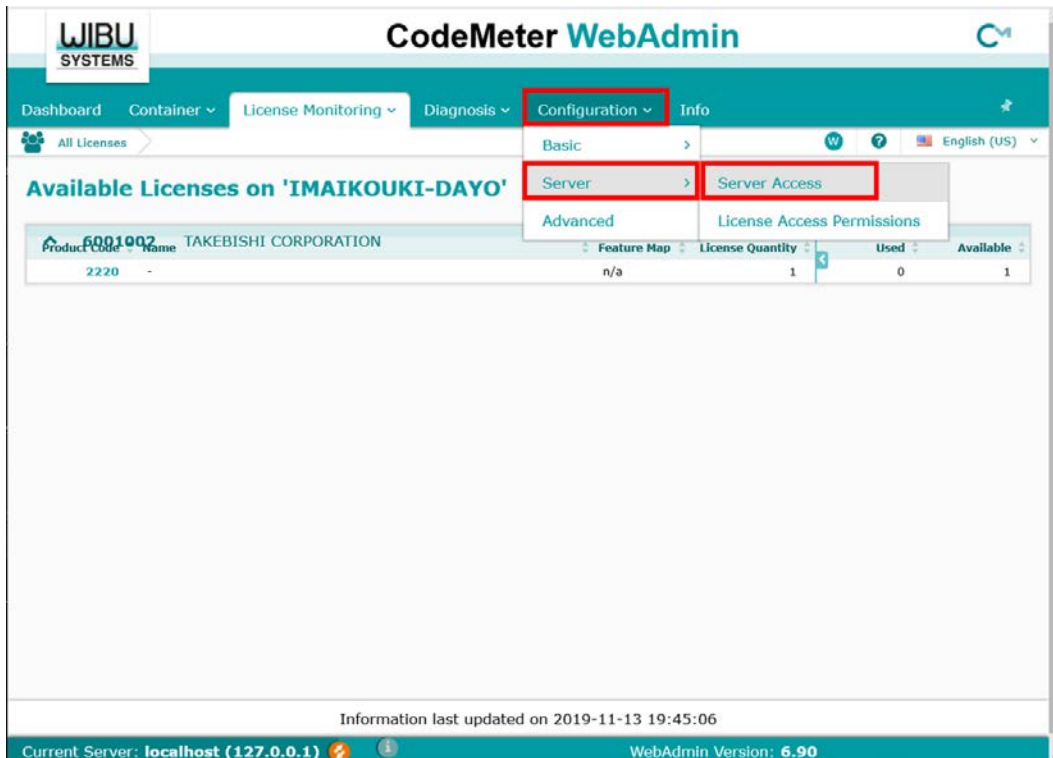 WIBU
SYSTEMS
CodeMeter WebAdmin
Dashboard Container License Monitoring Diagnosis Configuration Info
All Licenses
W ? English (US)
Basic
Available Licenses on 'IMAIKOUKI-DAYO'
Server Server Access
Advanced License Access Permissions
6001002 TAKEBISHI CORPORATION
Product Code Name Feature Map License Quantity Used Available
2220 - n/a 1 0 1
Information last updated on 2019-11-13 19:45:06
Current Server: localhost (127.0.0.1) i WebAdmin Version: 6.90